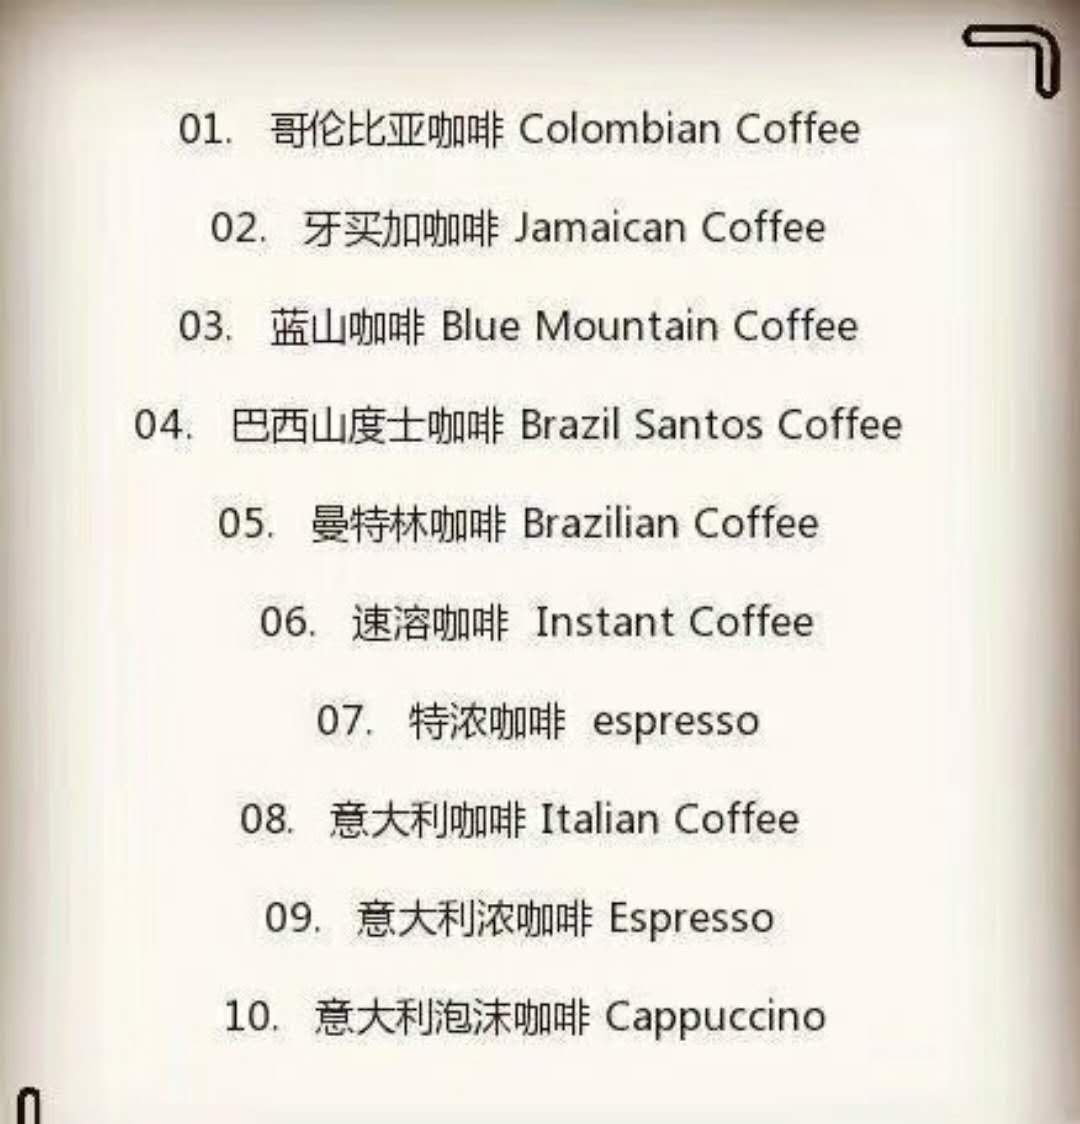 01. 哥伦比亚咖啡 Colombian Coffee
02. 牙买加咖啡 Jamaican Coffee
03. 蓝山咖啡 Blue Mountain Coffee
04. 巴西山度士咖啡 Brazil Santos Coffee
05. 曼特林咖啡 Brazilian Coffee
06. 速溶咖啡 Instant Coffee
07. 特浓咖啡 espresso
08. 意大利咖啡 Italian Coffee
09. 意大利浓咖啡 Espresso
10. 意大利泡沫咖啡 Cappuccino